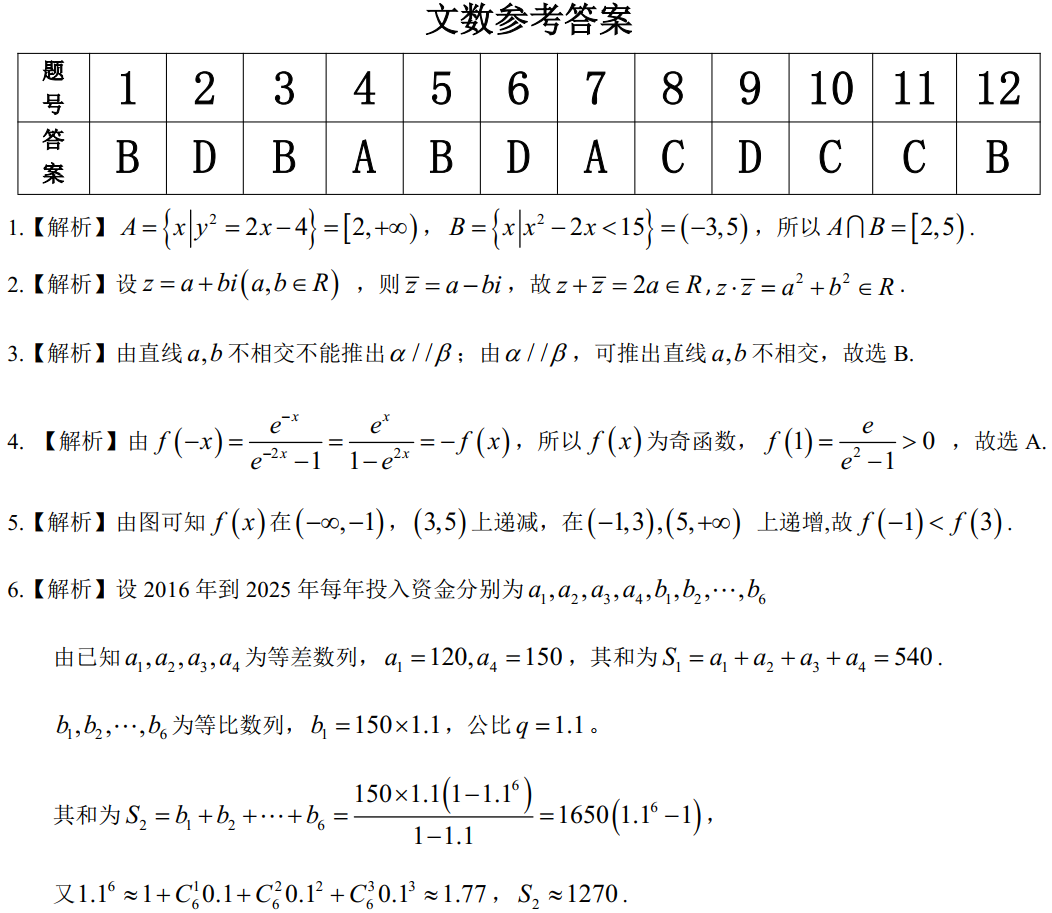 文数参考答案
题号 1 2 3 4 5 6 7 8 9 10 11 12
答案 B D B A B D A C D C C B
1.【解析】A={x|y²=2x−4}=[2,+∞)，B={x|x²−2x<15}=(−3,5)，所以 A⋂B=[2,5).
2.【解析】设 z=a+bi(a,b∈R) ，则 z̅=a−bi，故 z+z̅=2a∈R,z·z̅=a²+b²∈R.
3.【解析】由直线 a,b 不相交不能推出 α//β；由 α//β，可推出直线 a,b 不相交，故选 B.
4. 【解析】由 f(−x)=e^{−x}/(e^{−2x}−1)=e^{x}/(1−e^{2x})=−f(x)，所以 f(x) 为奇函数，f(1)=e/(e²−1)>0 ，故选 A.
5.【解析】由图可知 f(x) 在 (−∞,−1)，(3,5) 上递减，在 (−1,3),(5,+∞) 上递增,故 f(−1)<f(3).
6.【解析】设 2016 年到 2025 年每年投入资金分别为 a₁,a₂,a₃,a₄,b₁,b₂,⋯,b₆
由已知 a₁,a₂,a₃,a₄ 为等差数列，a₁=120,a₄=150，其和为 S₁=a₁+a₂+a₃+a₄=540.
b₁,b₂,⋯,b₆ 为等比数列，b₁=150×1.1，公比 q=1.1。
其和为 S₂=b₁+b₂+⋯+b₆=150×1.1(1−1.1⁶)/(1−1.1)=1650(1.1⁶−1)，
又 1.1⁶≈1+C₆¹0.1+C₆²0.1²+C₆³0.1³≈1.77，S₂≈1270.